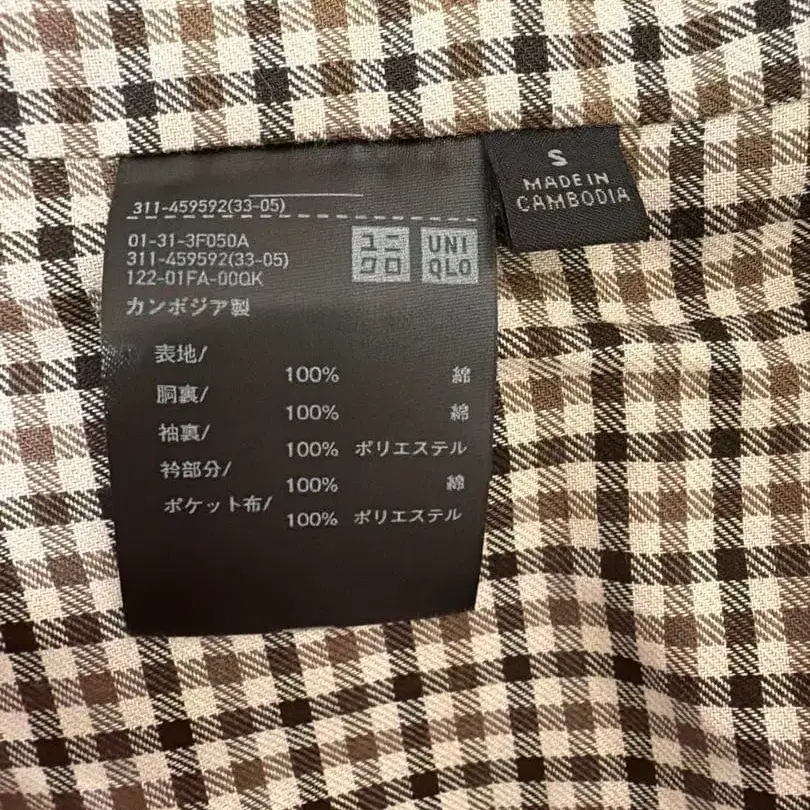 311-459592(33-05)
01-31-3F050A
311-459592(33-05)
122-01FA-00QK
カンボジア製
ユニ
クロ
UNI
QLO
表地/
100% 綿
胴裏/
100% 綿
袖裏/
100% ポリエステル
衿部分/
100% 綿
ポケット布/
100% ポリエステル
S
MADE IN
CAMBODIA